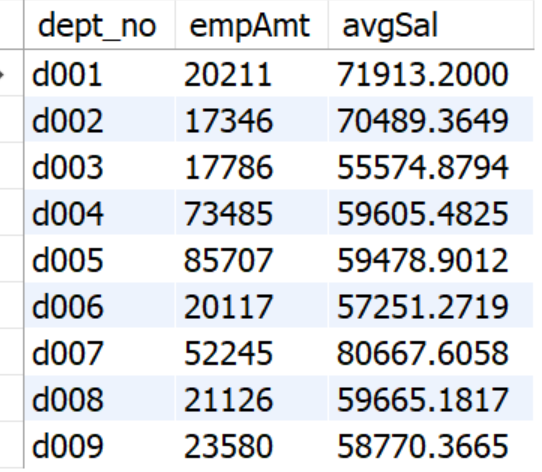 dept_no empAmt avgSal
d001 20211 71913.2000
d002 17346 70489.3649
d003 17786 55574.8794
d004 73485 59605.4825
d005 85707 59478.9012
d006 20117 57251.2719
d007 52245 80667.6058
d008 21126 59665.1817
d009 23580 58770.3665